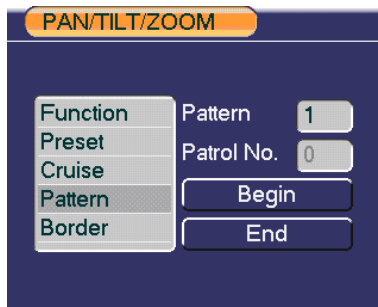 PAN/TILT/ZOOM
Function
Preset
Cruise
Pattern
Border
Pattern 1
Patrol No. 0
Begin
End